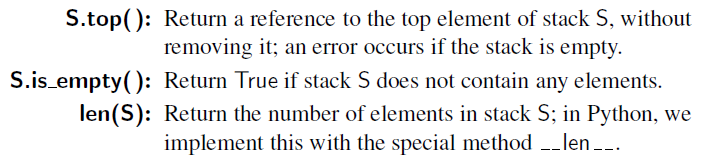 S.top( ): Return a reference to the top element of stack S, without
removing it; an error occurs if the stack is empty.
S.is_empty( ): Return True if stack S does not contain any elements.
len(S): Return the number of elements in stack S; in Python, we
implement this with the special method __len__.